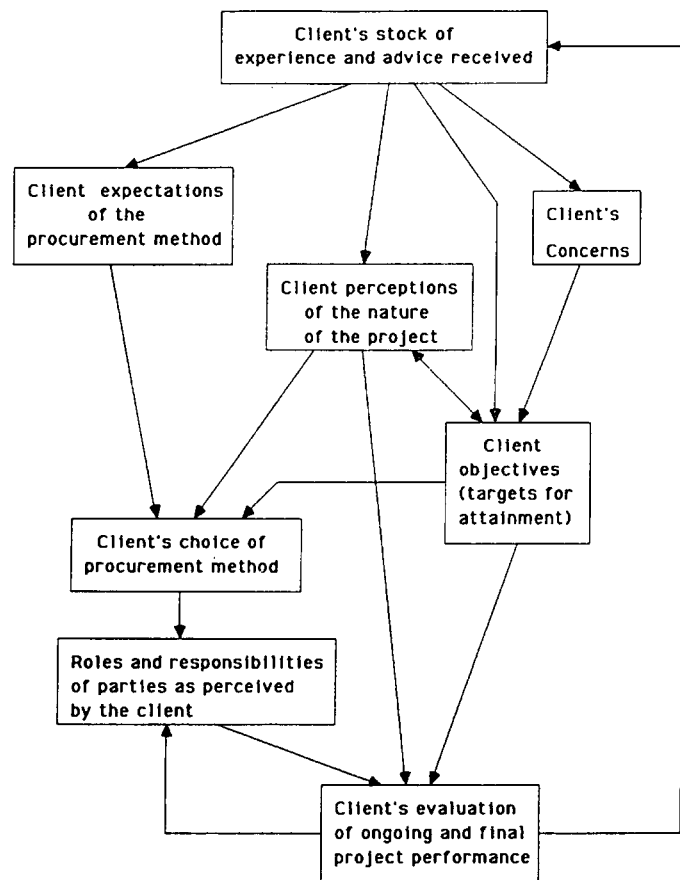 Client's stock of
experience and advice received
Client expectations
of the
procurement method
Client's
Concerns
Client perceptions
of the nature
of the project
Client
objectives
(targets for
attainment)
Client's choice of
procurement method
Roles and responsibilities
of parties as perceived
by the client
Client's evaluation
of ongoing and final
project performance